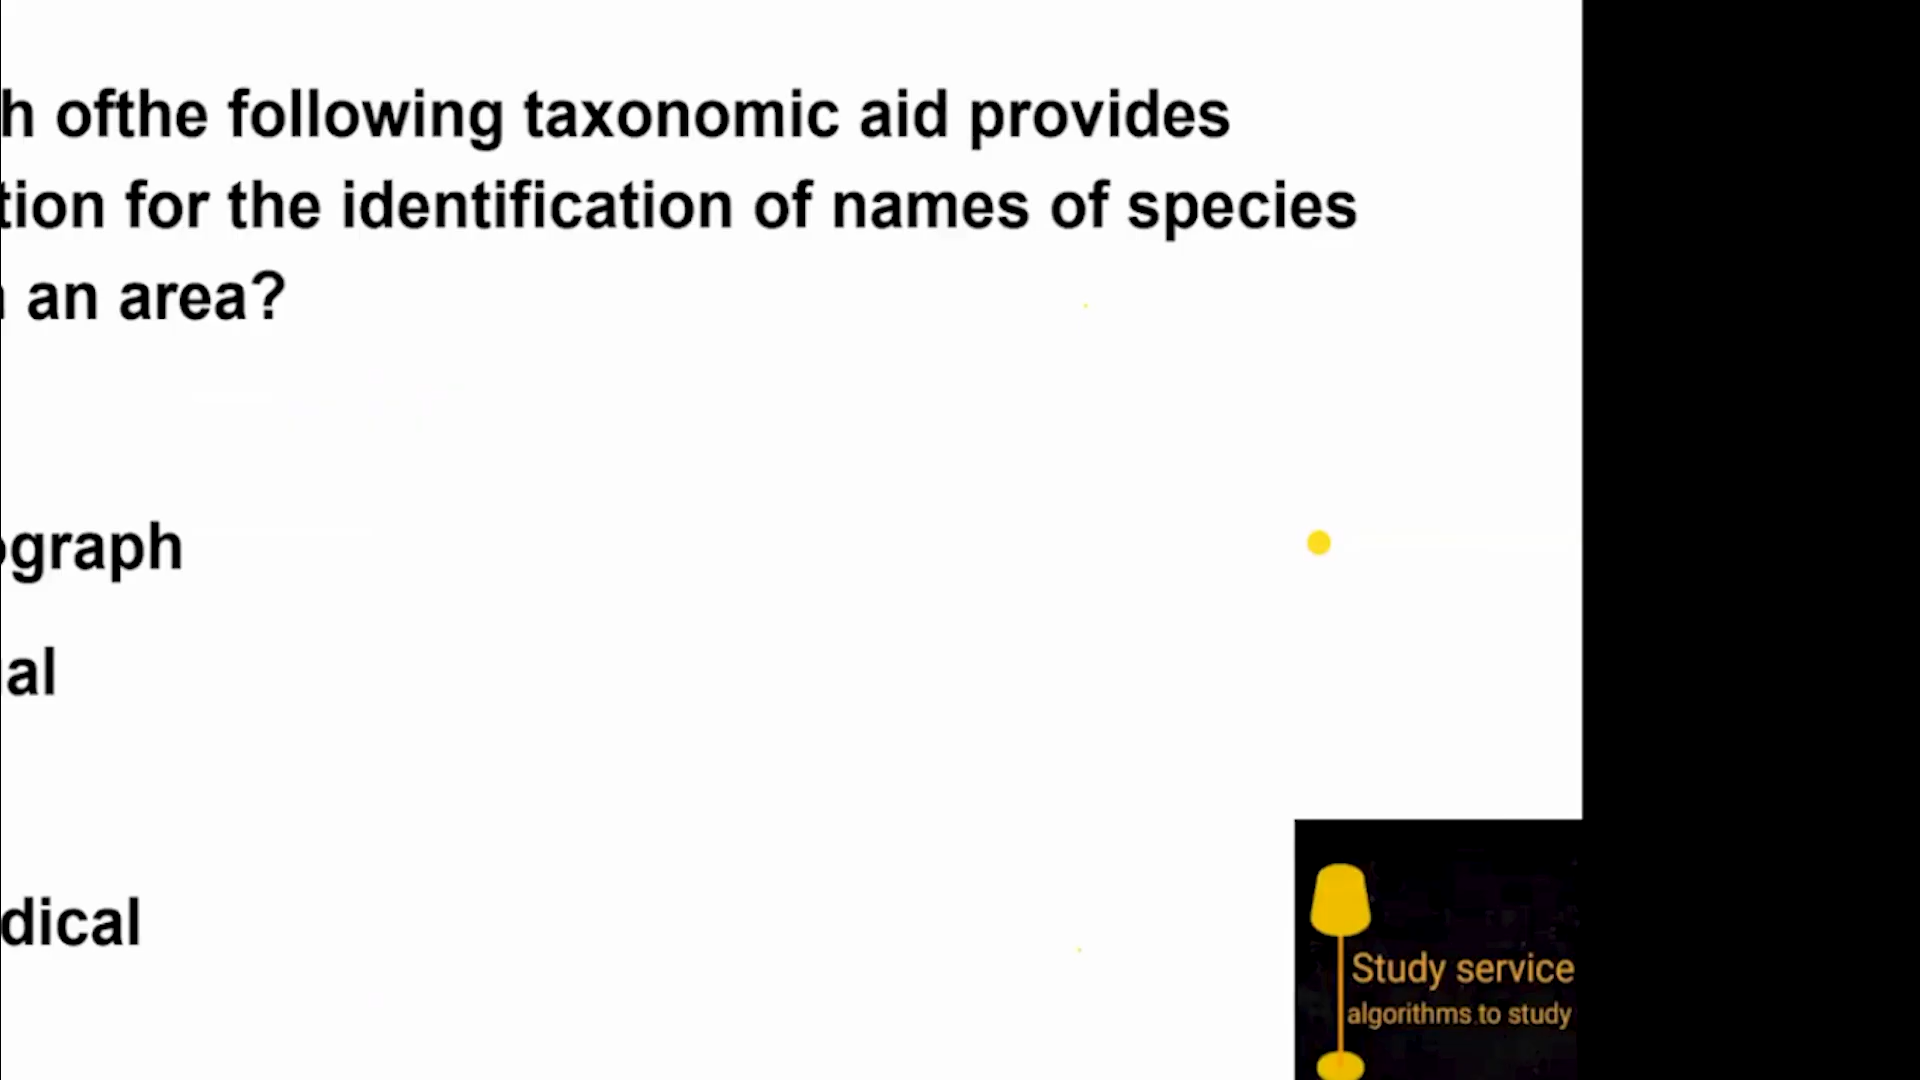 h ofthe following taxonomic aid provides
tion for the identification of names of species
an area?
ograph
al
dical
Study service
algorithms to study